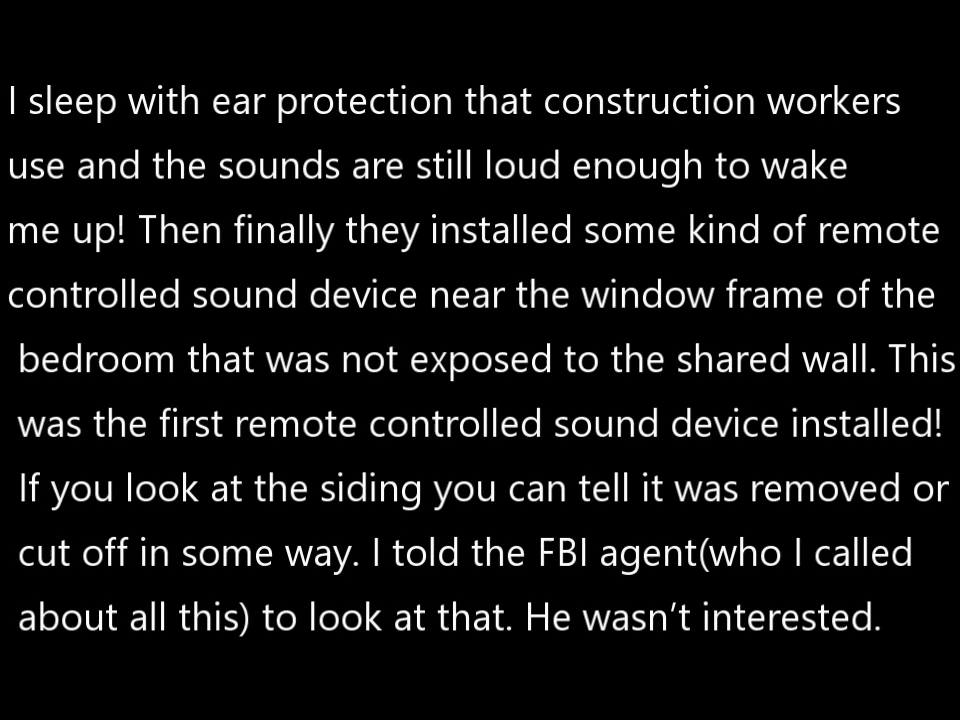 I sleep with ear protection that construction workers
use and the sounds are still loud enough to wake
me up! Then finally they installed some kind of remote
controlled sound device near the window frame of the
bedroom that was not exposed to the shared wall. This
was the first remote controlled sound device installed!
If you look at the siding you can tell it was removed or
cut off in some way. I told the FBI agent(who I called
about all this) to look at that. He wasn’t interested.